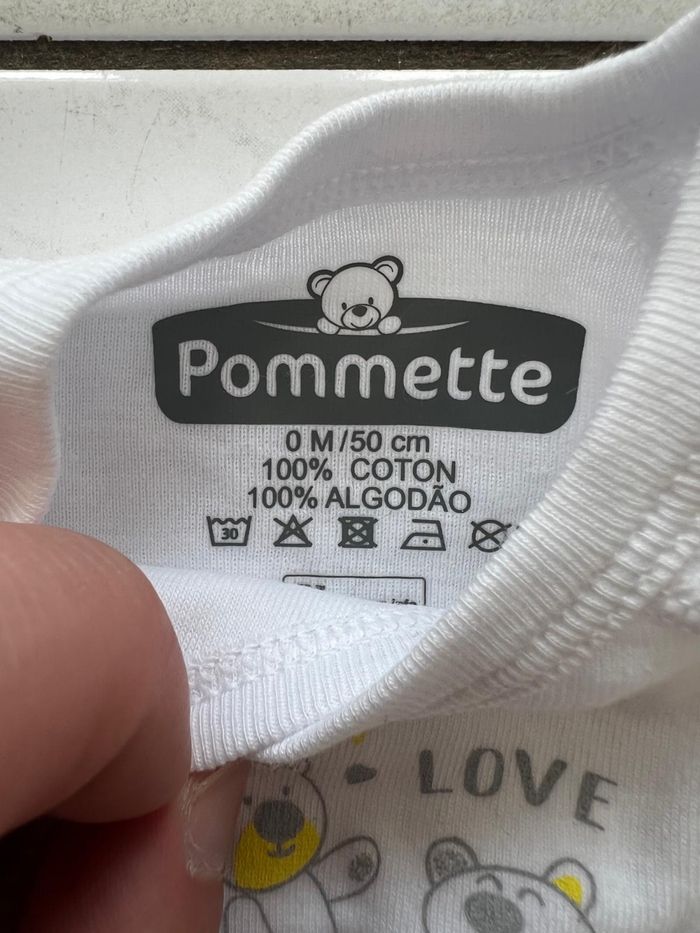 Pommette
0 M/50 cm
100% COTON
100% ALGODÃO
30
LOVE